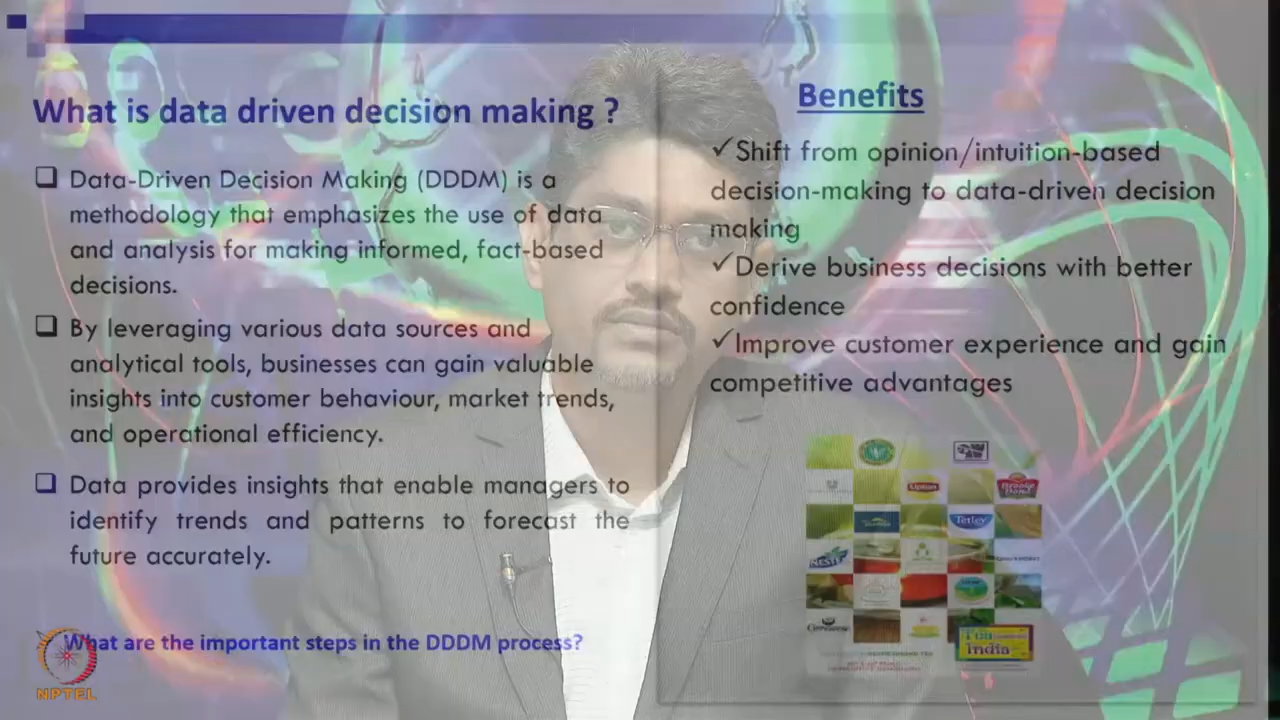 What is data driven decision making ?
Data-Driven Decision Making (DDDM) is a
methodology that emphasizes the use of data
and analysis for making informed, fact-based
decisions.
By leveraging various data sources and
analytical tools, businesses can gain valuable
insights into customer behaviour, market trends,
and operational efficiency.
Data provides insights that enable managers to
identify trends and patterns to forecast the
future accurately.
What are the important steps in the DDDM process?
NPTEL
Benefits
Shift from opinion/intuition-based
decision-making to data-driven decision
making
Derive business decisions with better
confidence
Improve customer experience and gain
competitive advantages
Lipton
Brooke
Bond
Tetley
India